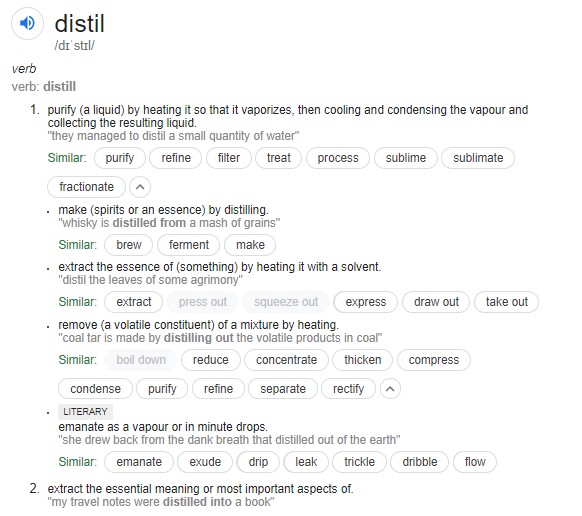 distil
/dɪˈstɪl/
verb
verb: distill
1. purify (a liquid) by heating it so that it vaporizes, then cooling and condensing the vapour and
collecting the resulting liquid.
"they managed to distil a small quantity of water"
Similar: purify refine filter treat process sublime sublimate
fractionate
• make (spirits or an essence) by distilling.
"whisky is distilled from a mash of grains"
Similar: brew ferment make
• extract the essence of (something) by heating it with a solvent.
"distil the leaves of some agrimony"
Similar: extract press out squeeze out express draw out take out
• remove (a volatile constituent) of a mixture by heating.
"coal tar is made by distilling out the volatile products in coal"
Similar: boil down reduce concentrate thicken compress
condense purify refine separate rectify
• LITERARY
emanate as a vapour or in minute drops.
"she drew back from the dank breath that distilled out of the earth"
Similar: emanate exude drip leak trickle dribble flow
2. extract the essential meaning or most important aspects of.
"my travel notes were distilled into a book"